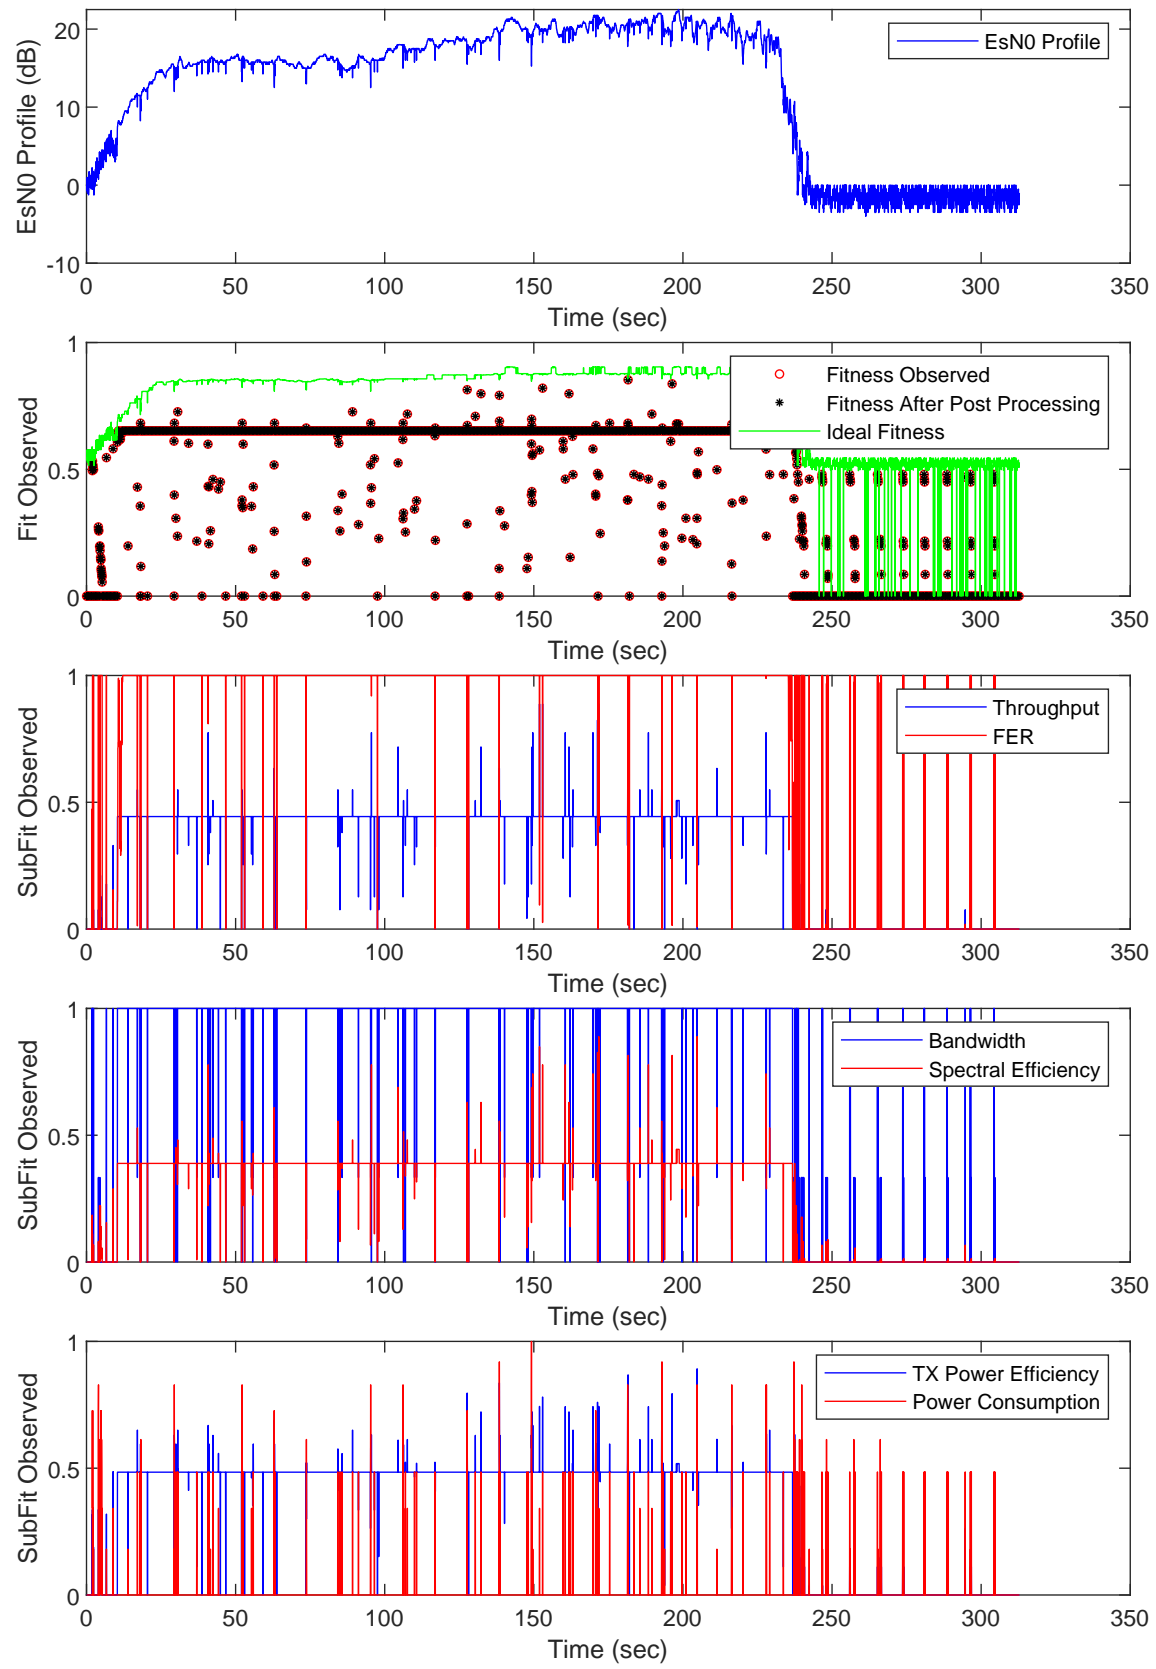 EsN0 Profile (dB)
20
10
0
-10
EsN0 Profile
0 50 100 150 200 250 300 350
Time (sec)
Fit Observed
1
0.5
0
Fitness Observed
Fitness After Post Processing
Ideal Fitness
0 50 100 150 200 250 300 350
Time (sec)
SubFit Observed
1
0.5
0
Throughput
FER
0 50 100 150 200 250 300 350
Time (sec)
SubFit Observed
1
0.5
0
Bandwidth
Spectral Efficiency
0 50 100 150 200 250 300 350
Time (sec)
SubFit Observed
1
0.5
0
TX Power Efficiency
Power Consumption
0 50 100 150 200 250 300 350
Time (sec)